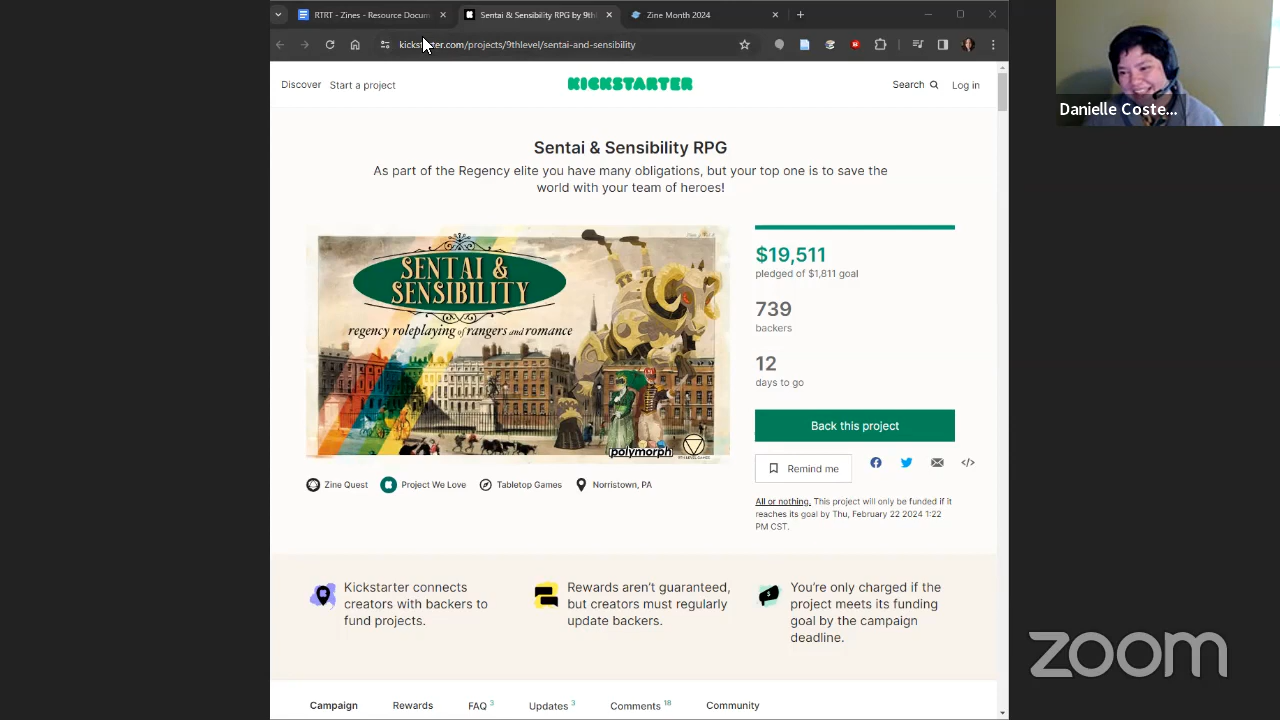 RTRT - Zines - Resource Docum
Sentai & Sensibility RPG by 9thl
Zine Month 2024
kickstarter.com/projects/9thlevel/sentai-and-sensibility
Discover
Start a project
KICKSTARTER
Search
Log in
Sentai & Sensibility RPG
As part of the Regency elite you have many obligations, but your top one is to save the
world with your team of heroes!
SENTAI &
SENSIBILITY
regency roleplaying of rangers and romance
polymorph
$19,511
pledged of $1,811 goal
739
backers
12
days to go
Back this project
Remind me
All or nothing. This project will only be funded if it
reaches its goal by Thu, February 22 2024 1:22
PM CST.
Zine Quest
Project We Love
Tabletop Games
Norristown, PA
Kickstarter connects
creators with backers to
fund projects.
Rewards aren't guaranteed,
but creators must regularly
update backers.
You're only charged if the
project meets its funding
goal by the campaign
deadline.
Campaign
Rewards
FAQ 3
Updates 3
Comments 18
Community
Danielle Coste...
zoom